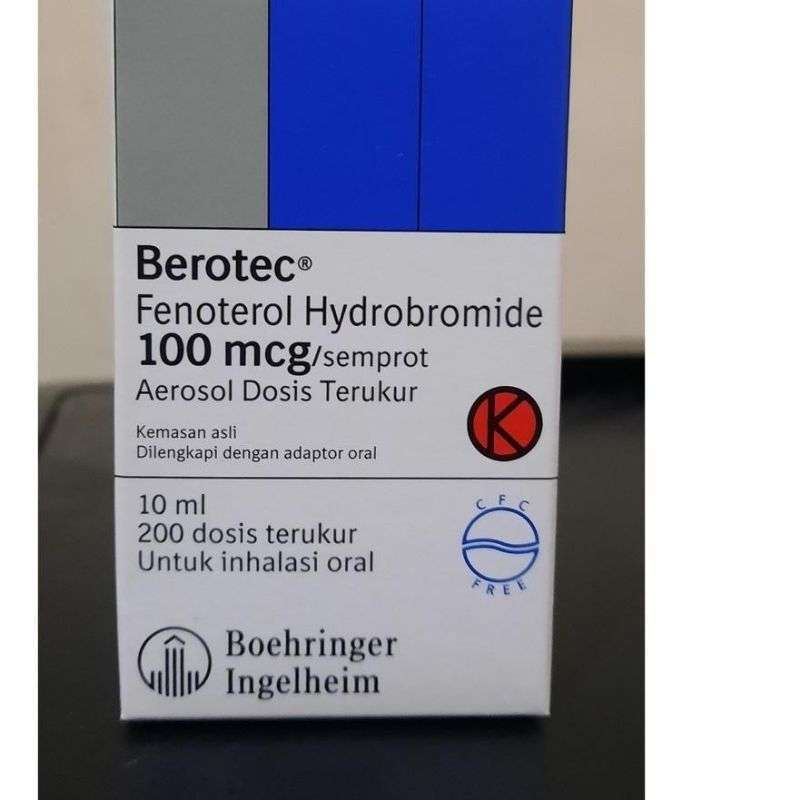 Berotec®
Fenoterol Hydrobromide
100 mcg/semprot
Aerosol Dosis Terukur
Kemasan asli
Dilengkapi dengan adaptor oral
K
10 ml
200 dosis terukur
Untuk inhalasi oral
CFC
FREE
Boehringer
Ingelheim